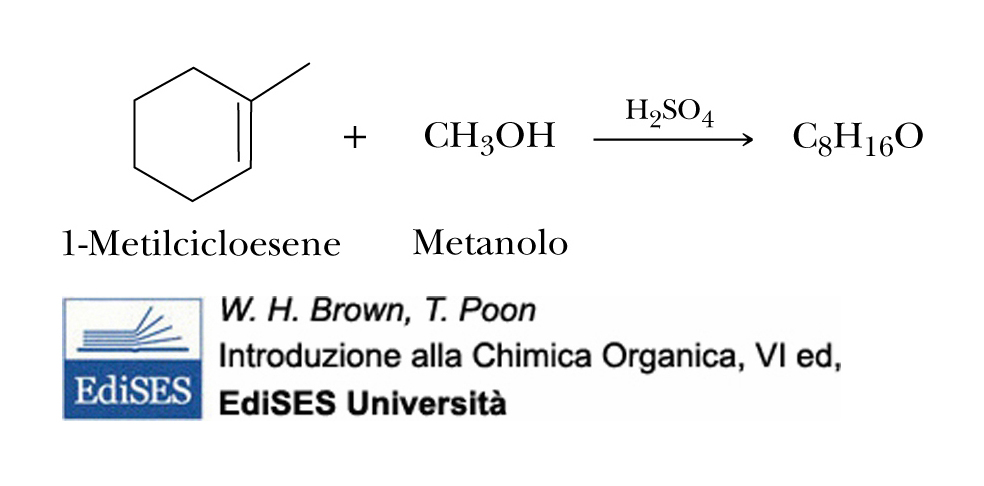 H₂SO₄
+ CH₃OH ⟶ C₈H₁₆O
1-Metilcicloesene Metanolo
W. H. Brown, T. Poon
Introduzione alla Chimica Organica, VI ed,
EdiSES
EdiSES Università